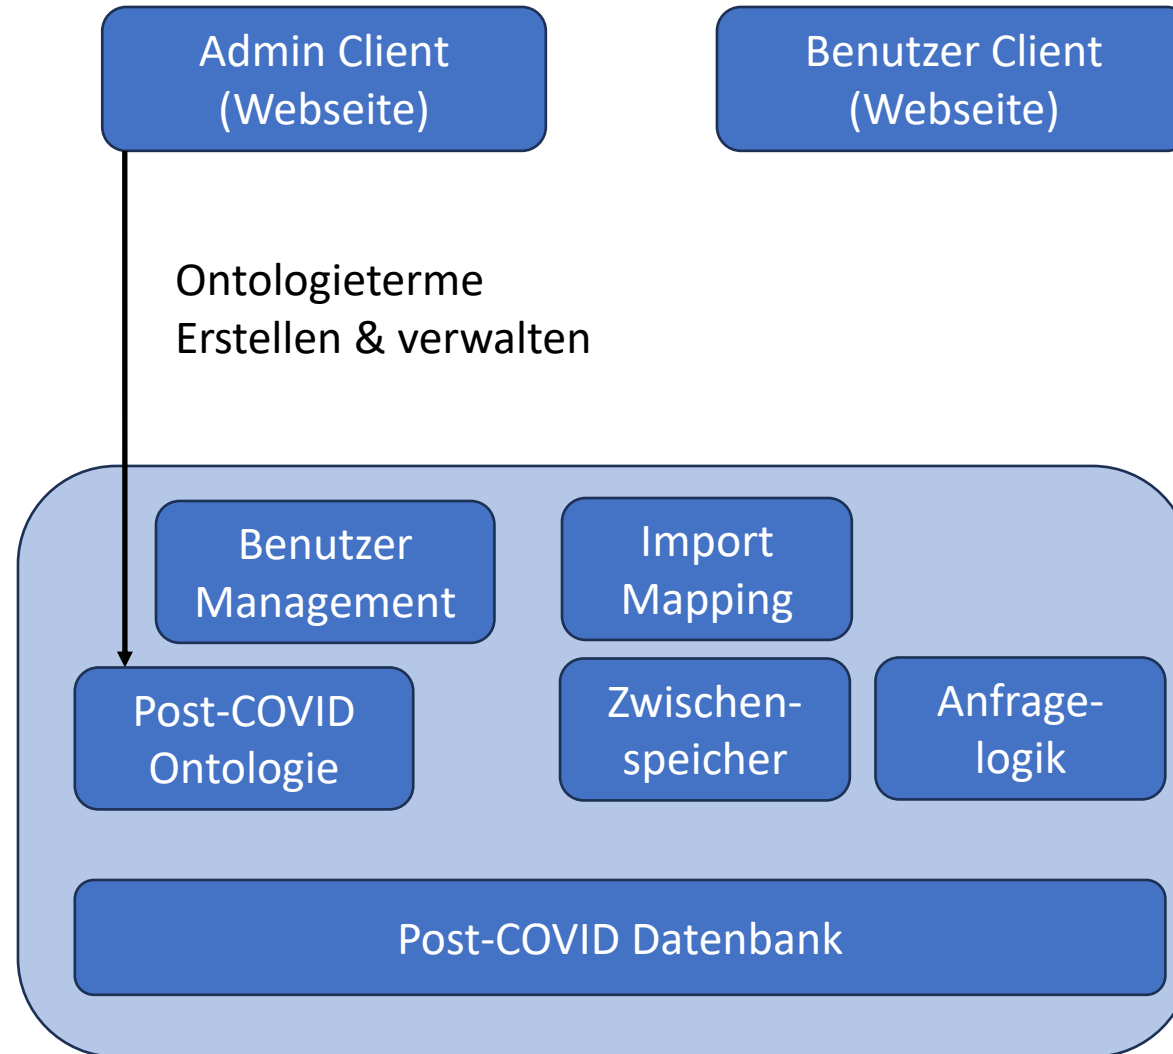 Admin Client
(Webseite)
Benutzer Client
(Webseite)
Ontologieterme
Erstellen & verwalten
Benutzer
Management
Import
Mapping
Post-COVID
Ontologie
Zwischen-
speicher
Anfrage-
logik
Post-COVID Datenbank